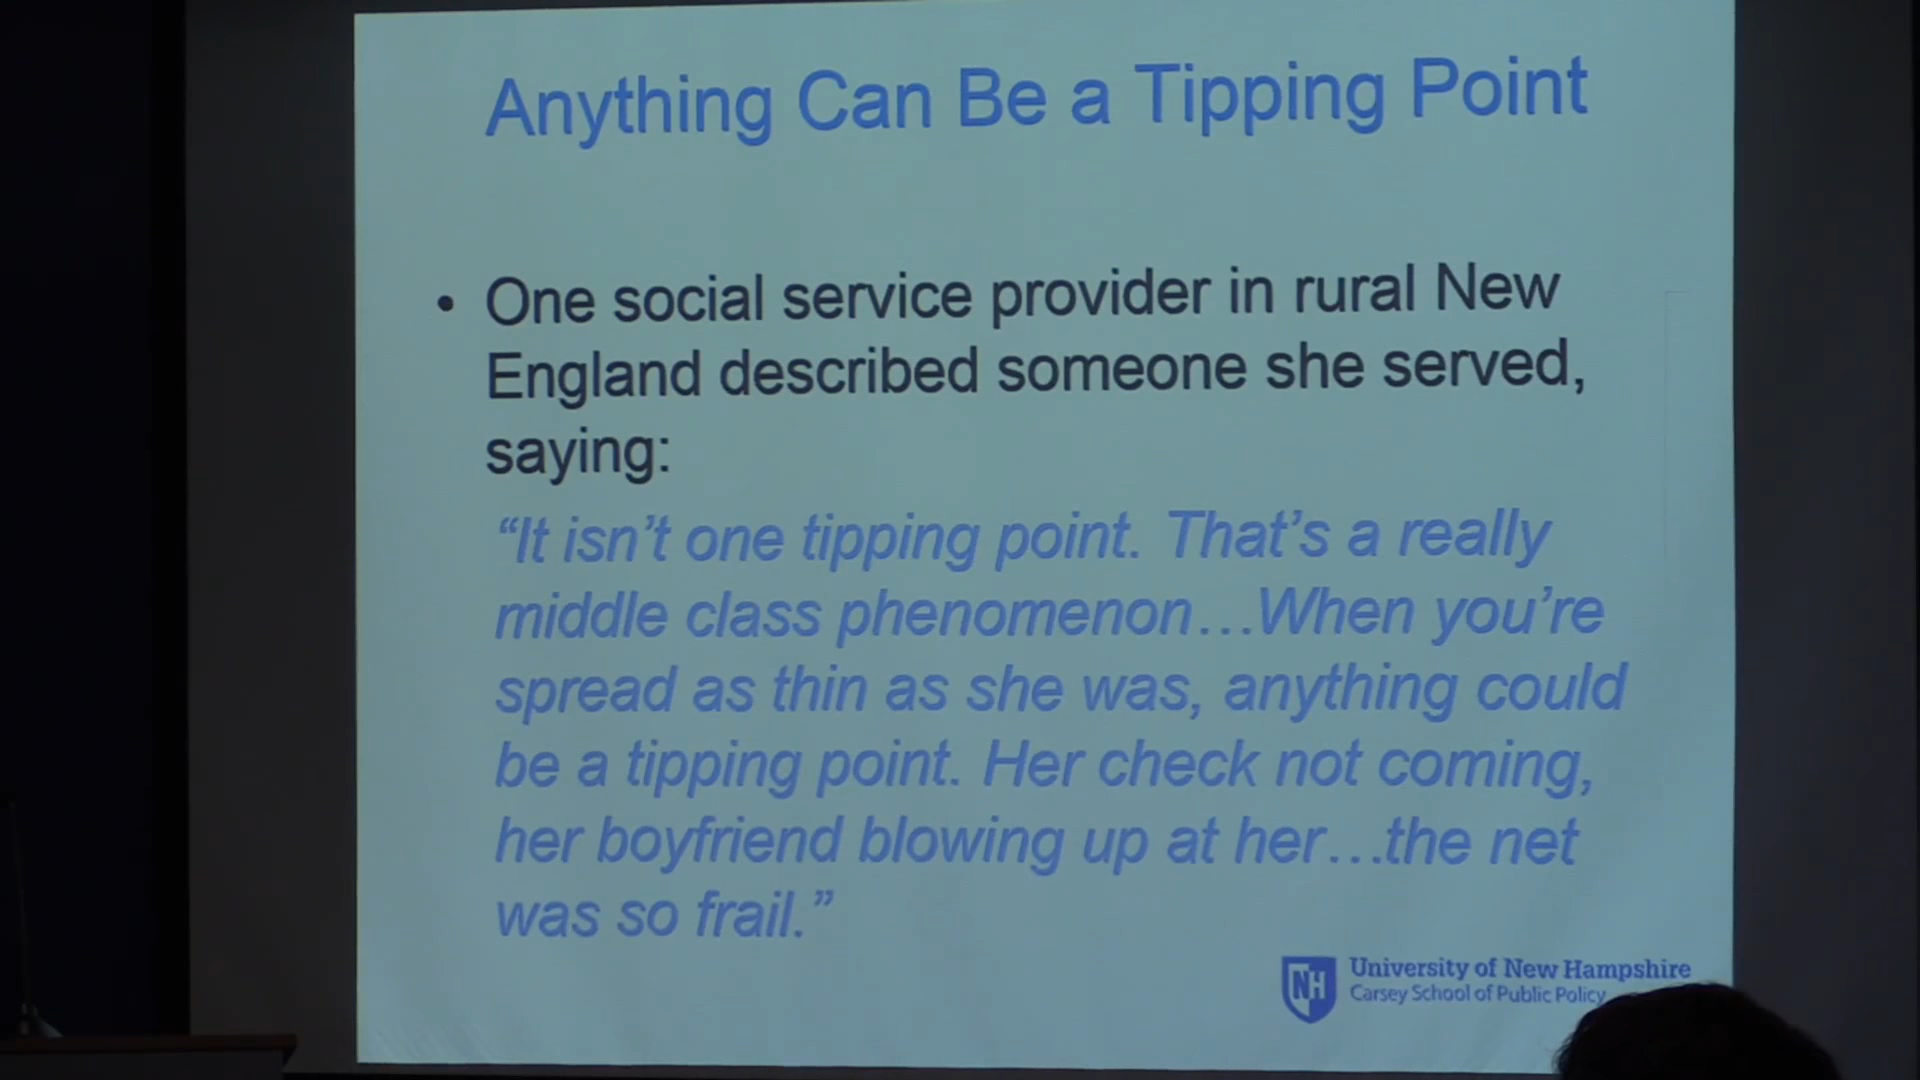 Anything Can Be a Tipping Point
• One social service provider in rural New
England described someone she served,
saying:
“It isn’t one tipping point. That’s a really
middle class phenomenon…When you’re
spread as thin as she was, anything could
be a tipping point. Her check not coming,
her boyfriend blowing up at her…the net
was so frail.”
NH
University of New Hampshire
Carsey School of Public Policy